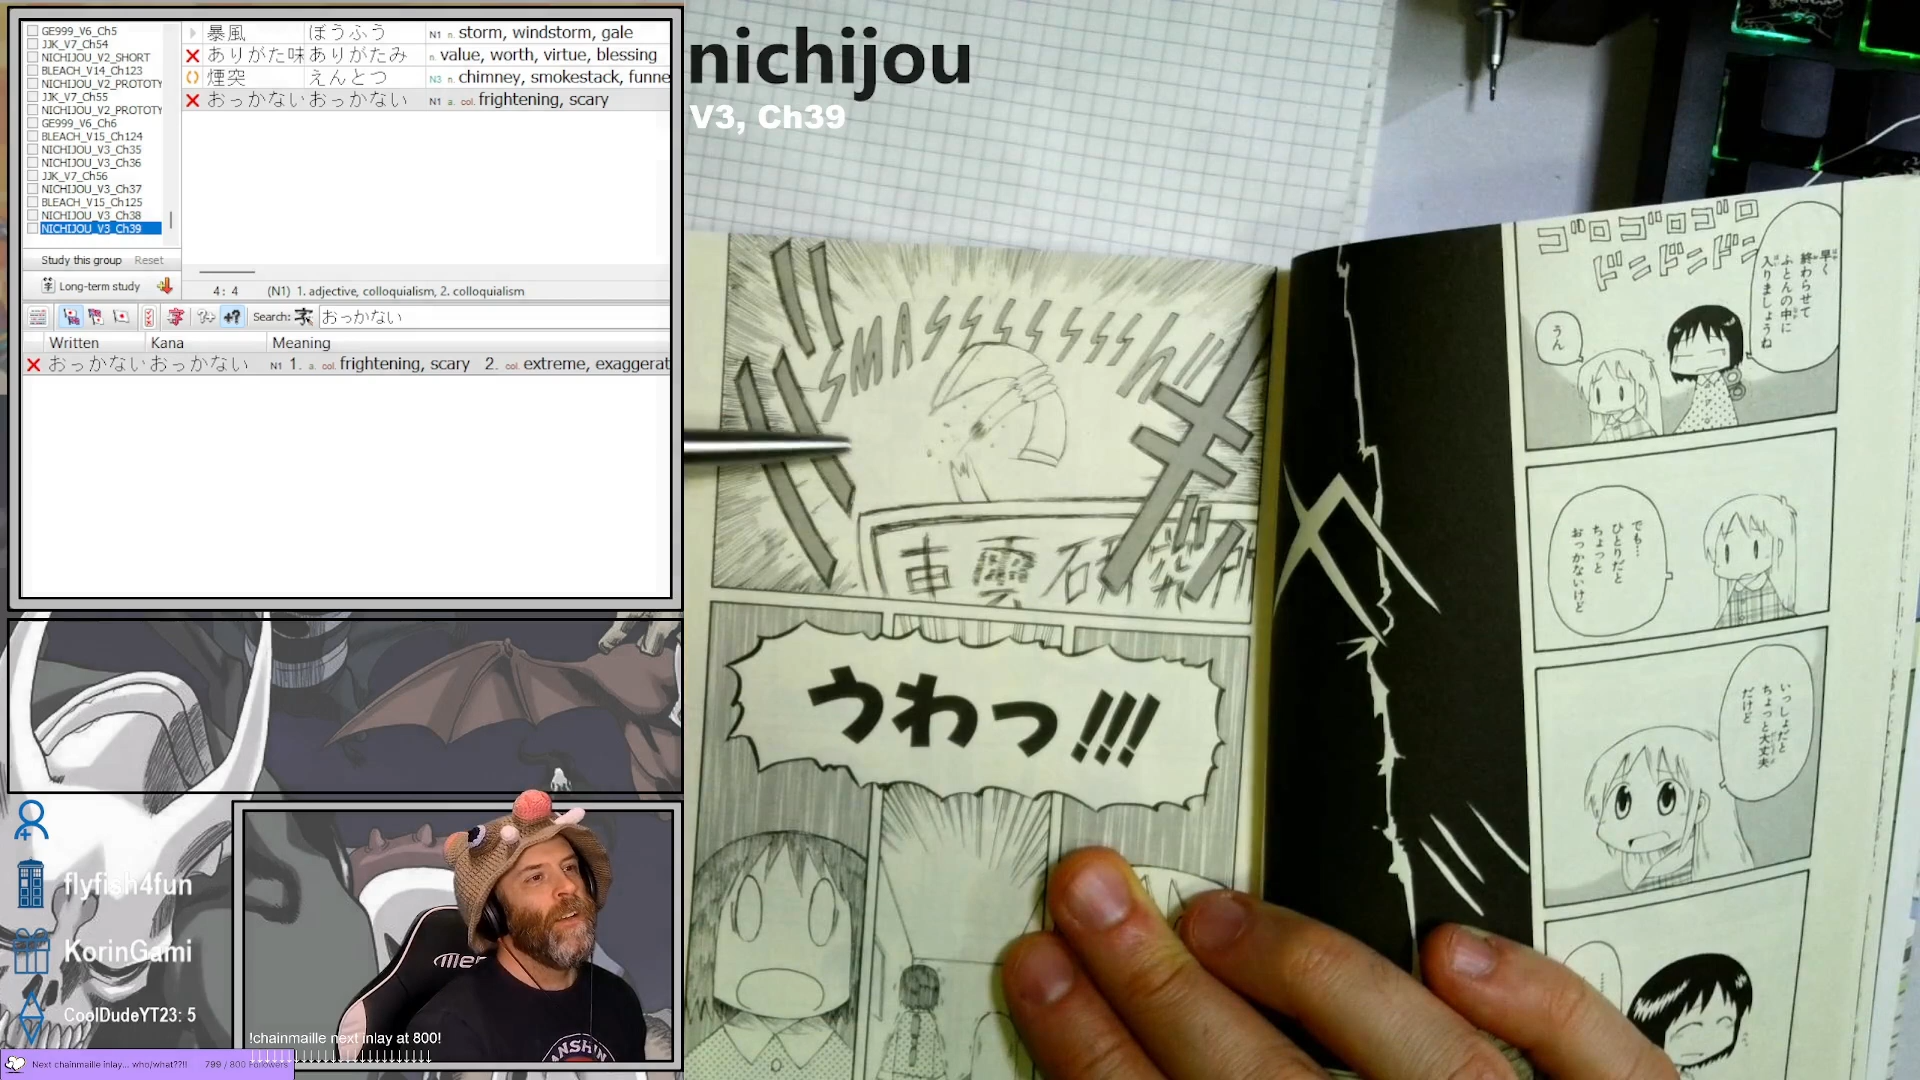 GE999_V6_Ch5
JJK_V7_Ch54
NICHIJOU_V2_SHORT
BLEACH_V14_Ch123
NICHIJOU_V2_PROTOTY
JJK_V7_Ch55
NICHIJOU_V2_PROTOTY
GE999_V6_Ch6
BLEACH_V15_Ch124
NICHIJOU_V3_Ch35
NICHIJOU_V3_Ch36
JJK_V7_Ch56
NICHIJOU_V3_Ch37
BLEACH_V15_Ch125
NICHIJOU_V3_Ch38
NICHIJOU_V3_Ch39
Study this group Reset
Long-term study
暴風 ぼうふう N1 n. storm, windstorm, gale
ありがた味 ありがたみ n. value, worth, virtue, blessing
煙突 えんとつ N3 n. chimney, smokestack, funne
おっかない おっかない N1 a. col. frightening, scary
4: 4 (N1) 1. adjective, colloquialism, 2. colloquialism
Search: おっかない
Written Kana Meaning
おっかない おっかない N1 1. a. col. frightening, scary 2. col. extreme, exaggerat
nichijou
V3, Ch39
ゴロゴロゴロ
ドンドンドン
早く
終わらせて
ふとんの中に
入りましょうね
うん
でも…
ひとりだと
ちょっと
おっかないけど
いっしょだと
ちょっと大丈夫
だけど
SMASSSSSSSh!!
東雲研究所
うわっ!!!
flyfish4fun
KorinGami
CoolDudeYT23: 5
!chainmaille next inlay at 800!
Next chainmaille inlay... who/what??!! 799 / 800 Followers